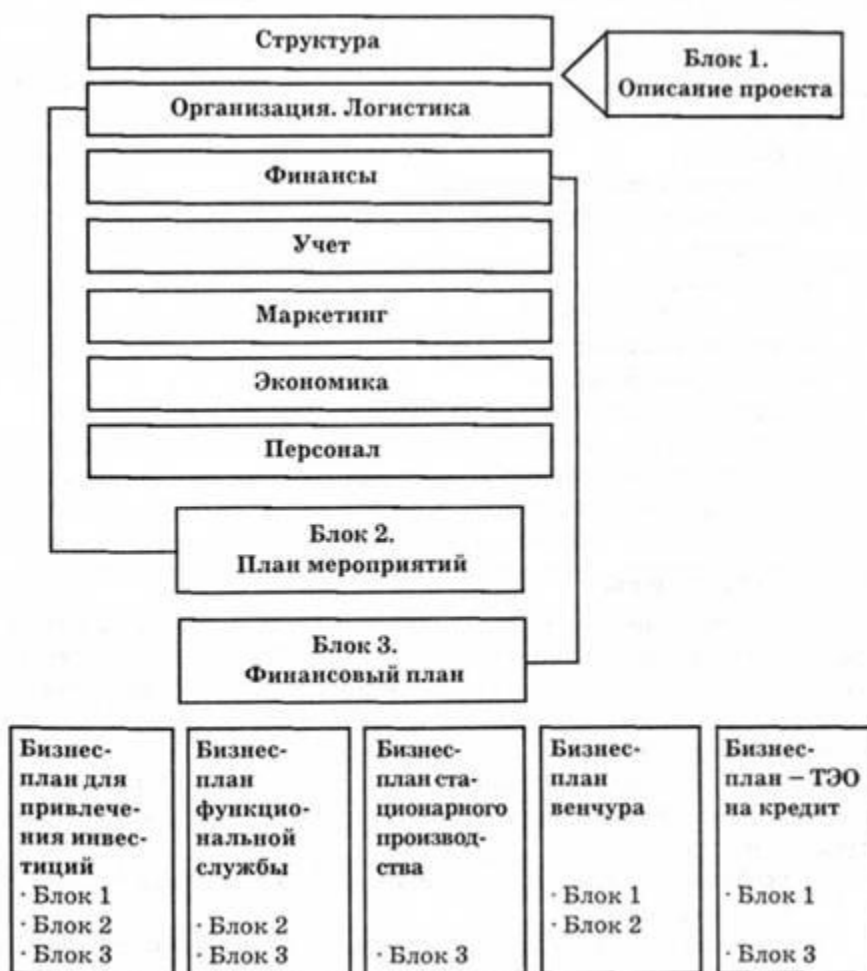 Структура
Блок 1.
Описание проекта
Организация. Логистика
Финансы
Учет
Маркетинг
Экономика
Персонал
Блок 2.
План мероприятий
Блок 3.
Финансовый план
Бизнес-
план для
привлече-
ния инвес-
тиций
· Блок 1
· Блок 2
· Блок 3
Бизнес-
план
функцио-
нальной
службы
· Блок 2
· Блок 3
Бизнес-
план ста-
ционарного
производ-
ства
· Блок 3
Бизнес-
план
венчура
· Блок 1
· Блок 2
Бизнес-
план – ТЭО
на кредит
· Блок 1
· Блок 3